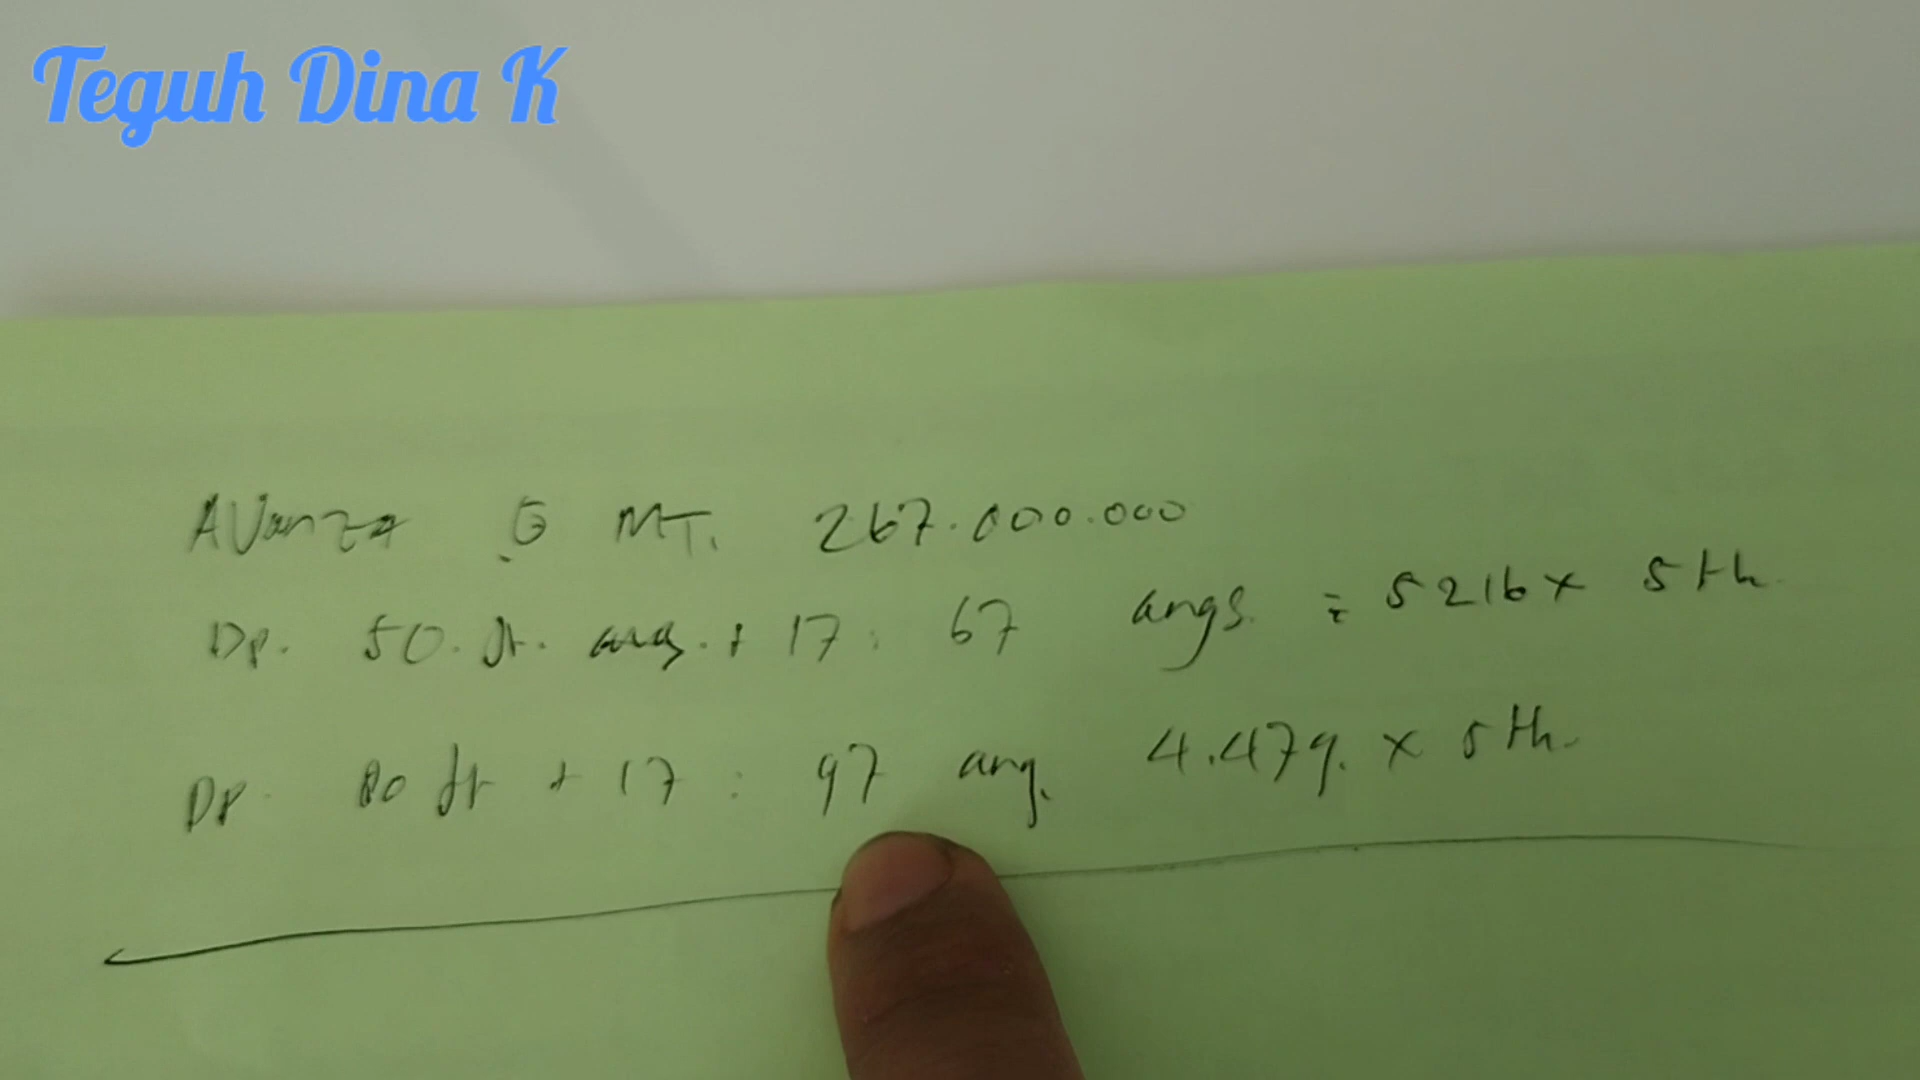 Teguh Dina K
Avanza G MT. 267.000.000
Dp. 50. Jt. ang. + 17 : 67 angs. = 5216 x 5 th.
Dp. 80 Jt + 17 : 97 ang. 4.479. x 5 th.